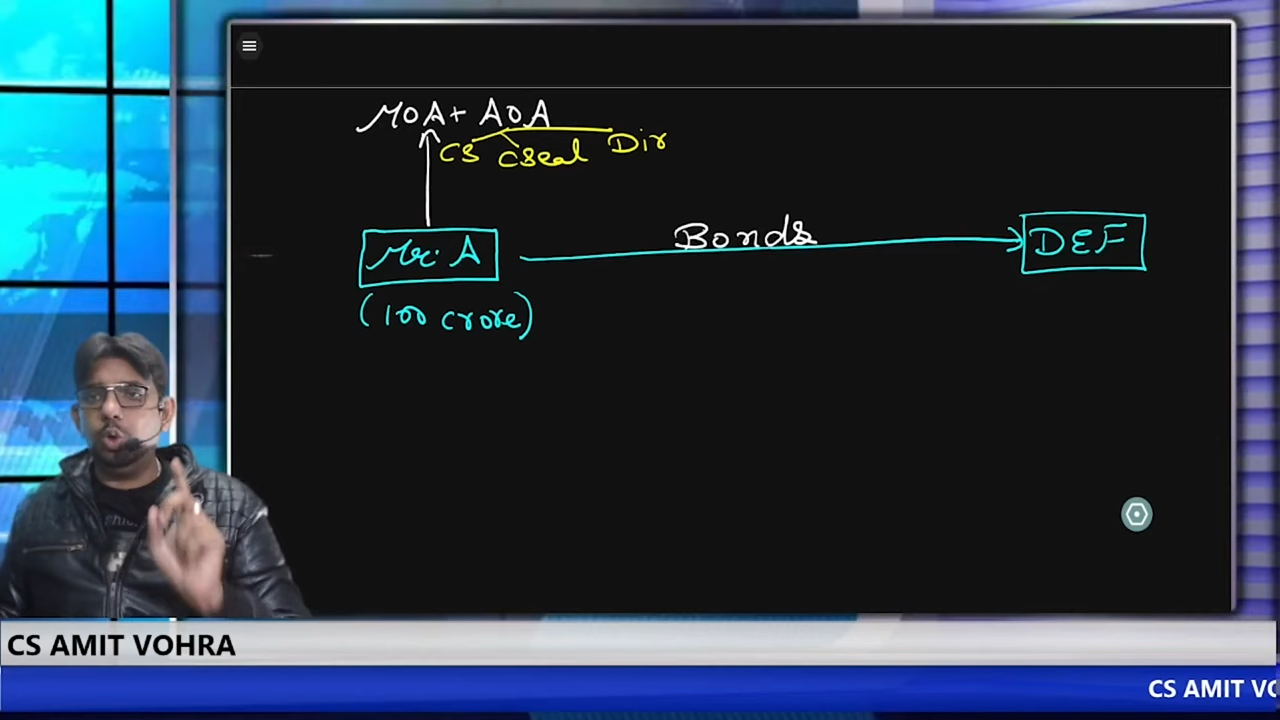 MOA + AOA
CS CSeal Dir
Bonds
Mr. A
DEF
(100 crore)
CS AMIT VOHRA
CS AMIT VO